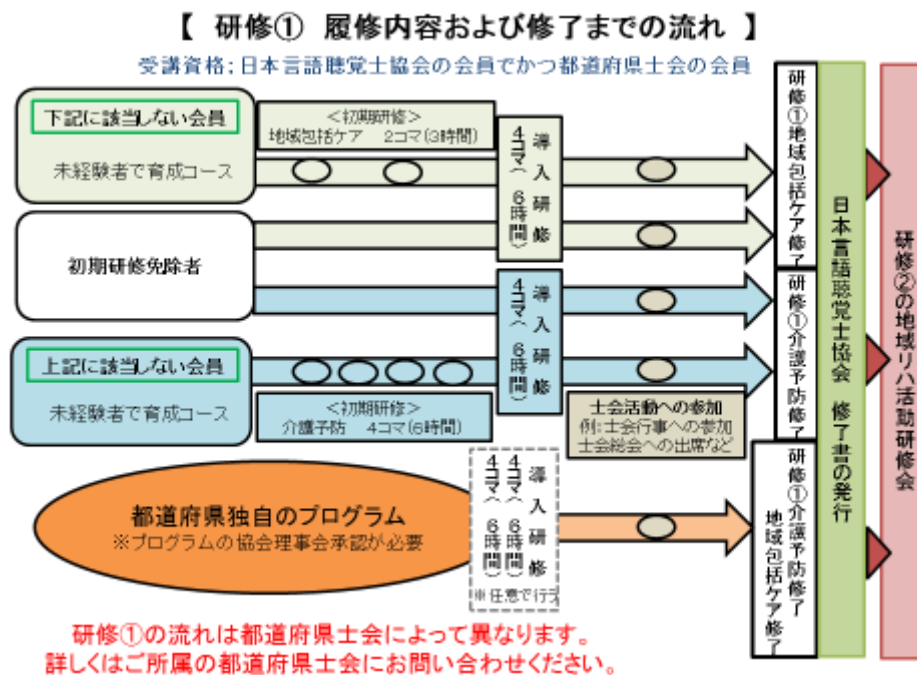 【 研修① 履修内容および修了までの流れ 】
受講資格;日本言語聴覚士協会の会員でかつ都道府県士会の会員
下記に該当しない会員
未経験者で育成コース
＜初期研修＞
地域包括ケア 2コマ(3時間)
導入研修
4コマ(6時間)
初期研修免除者
導入研修
4コマ(6時間)
上記に該当しない会員
未経験者で育成コース
＜初期研修＞
介護予防 4コマ(6時間)
士会活動への参加
例:士会行事への参加
士会総会への出席など
都道府県独自のプログラム
※プログラムの協会理事会承認が必要
導入研修
4コマ(6時間)
4コマ(6時間)
※任意で行う
研修①地域包括ケア修了
研修①介護予防修了
研修①介護予防修了
地域包括ケア修了
日本言語聴覚士協会 修了書の発行
研修②の地域リハ活動研修会
研修①の流れは都道府県士会によって異なります。
詳しくはご所属の都道府県士会にお問い合わせください。